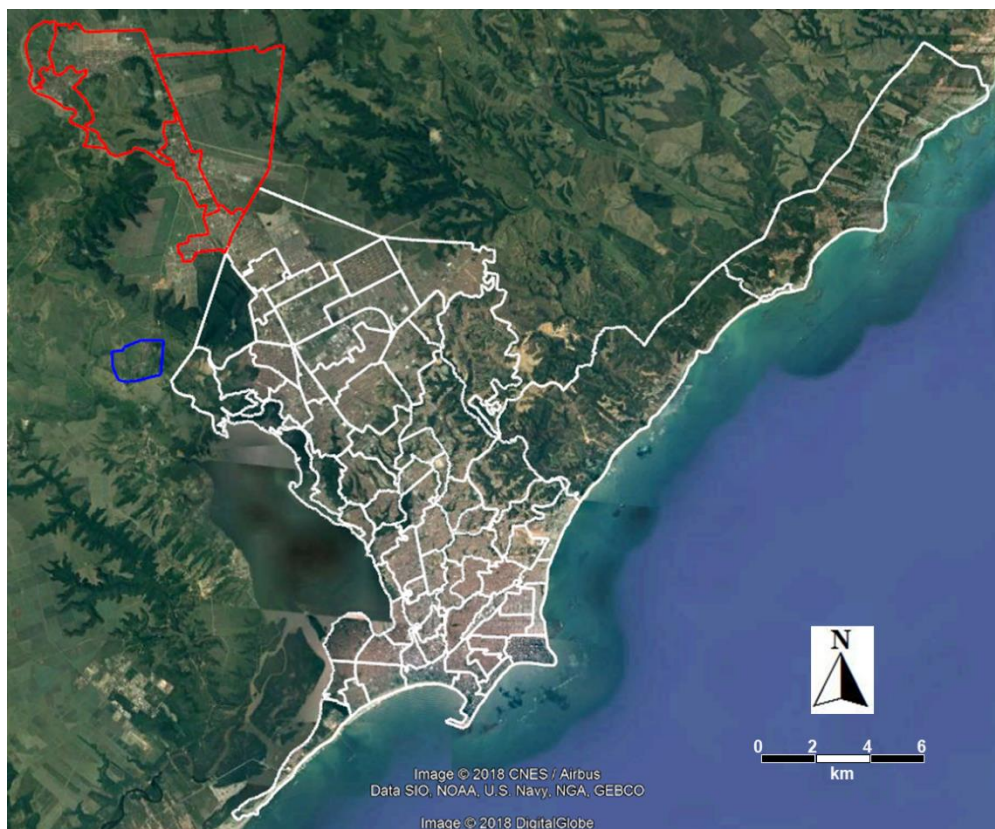 N
0 2 4 6
km
Image © 2018 CNES / Airbus
Data SIO, NOAA, U.S. Navy, NGA, GEBCO
Image © 2018 DigitalGlobe